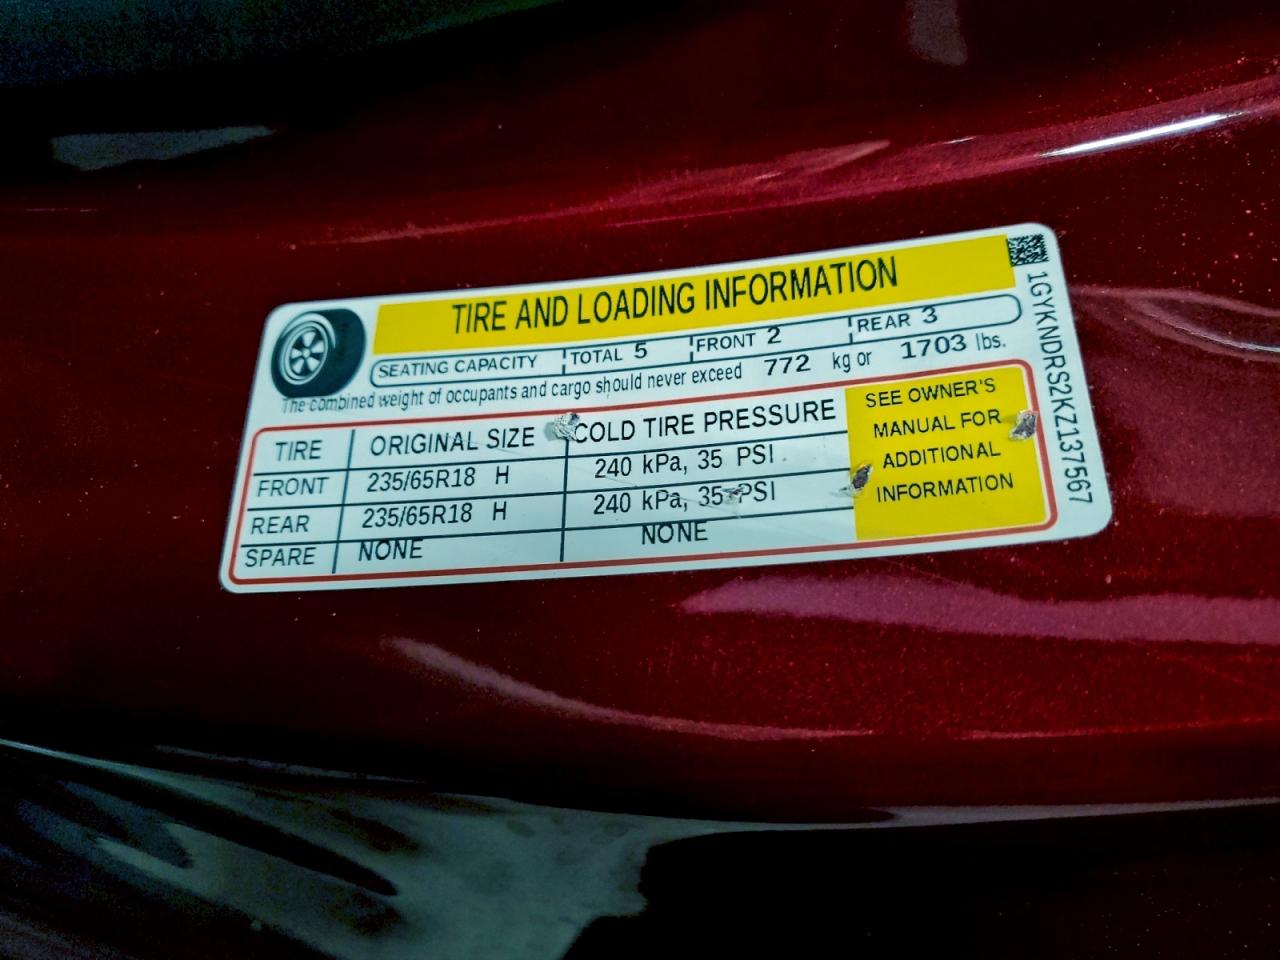 TIRE AND LOADING INFORMATION
SEATING CAPACITY TOTAL 5 FRONT 2 REAR 3
The combined weight of occupants and cargo should never exceed 772 kg or 1703 lbs.
TIRE ORIGINAL SIZE COLD TIRE PRESSURE
FRONT 235/65R18 H 240 kPa, 35 PSI
REAR 235/65R18 H 240 kPa, 35 PSI
SPARE NONE NONE
SEE OWNER'S
MANUAL FOR
ADDITIONAL
INFORMATION
1GYKNDRS2KZ137567